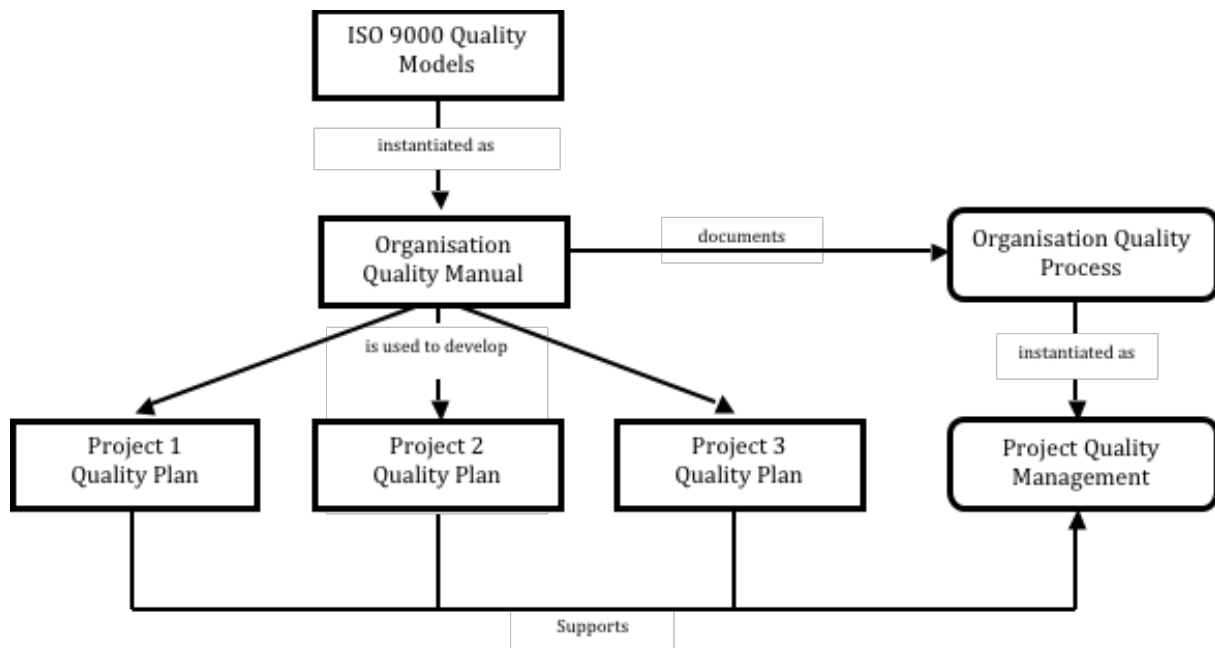 ISO 9000 Quality
Models
instantiated as
Organisation
Quality Manual
documents
Organisation Quality
Process
is used to develop
instantiated as
Project 1
Quality Plan
Project 2
Quality Plan
Project 3
Quality Plan
Project Quality
Management
Supports